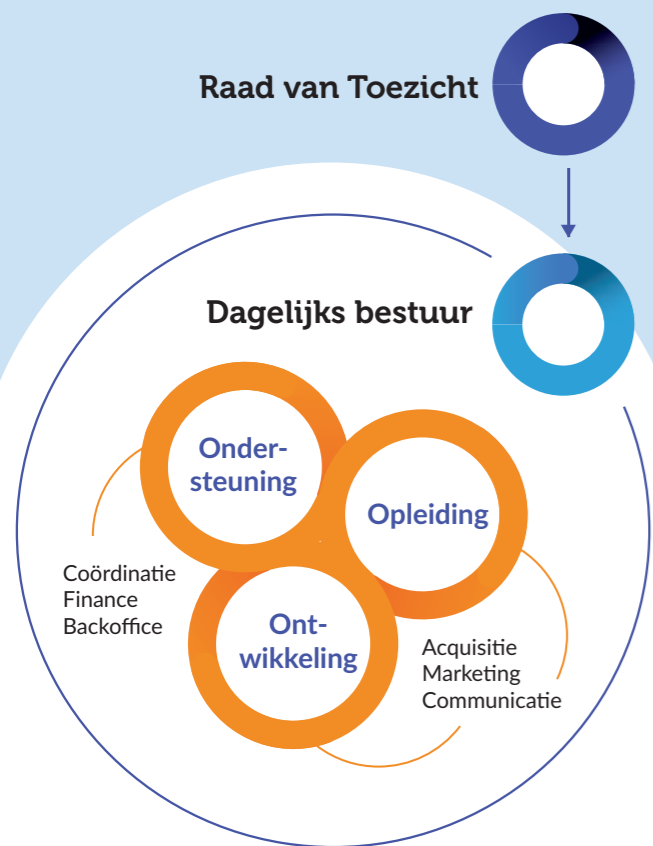 Raad van Toezicht
Dagelijks bestuur
Onder-
steuning
Opleiding
Coördinatie
Finance
Backoffice
Ont-
wikkeling
Acquisitie
Marketing
Communicatie